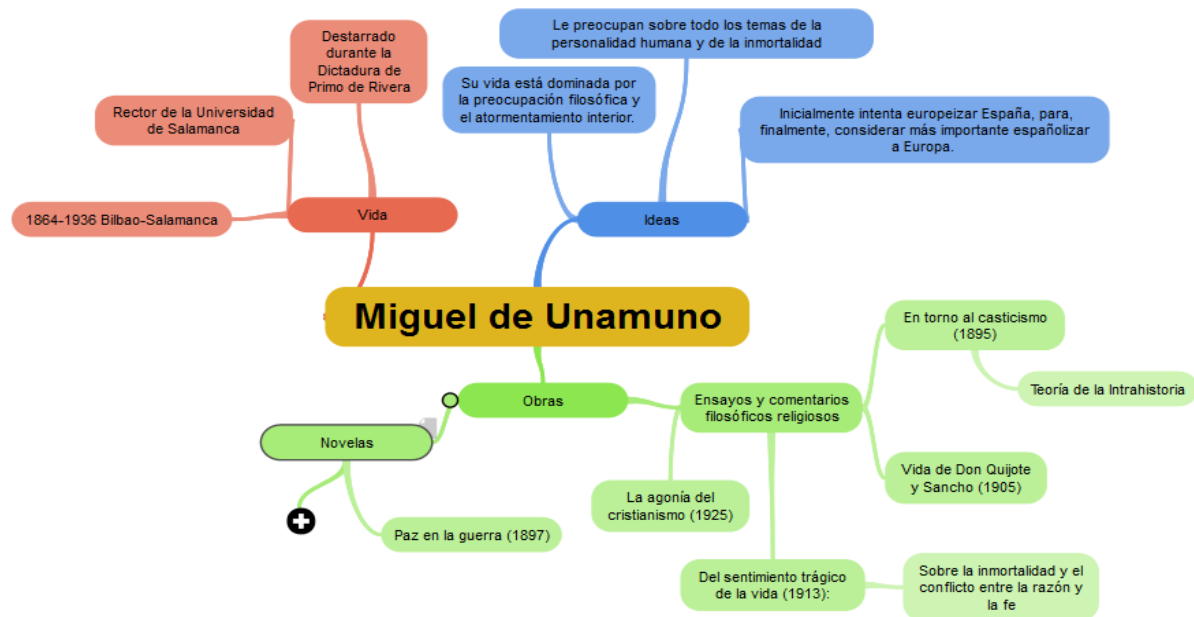 Le preocupan sobre todo los temas de la
personalidad humana y de la inmortalidad
Destarrado
durante la
Dictadura de
Primo de Rivera
Su vida está dominada por
la preocupación filosófica y
el atormentamiento interior.
Rector de la Universidad
de Salamanca
Inicialmente intenta europeizar España, para,
finalmente, considerar más importante españolizar
a Europa.
1864-1936 Bilbao-Salamanca
Vida
Ideas
Miguel de Unamuno
En torno al casticismo
(1895)
Teoría de la Intrahistoria
Obras
Ensayos y comentarios
filosóficos religiosos
Novelas
Vida de Don Quijote
y Sancho (1905)
La agonía del
cristianismo (1925)
Paz en la guerra (1897)
Del sentimiento trágico
de la vida (1913):
Sobre la inmortalidad y el
conflicto entre la razón y
la fe